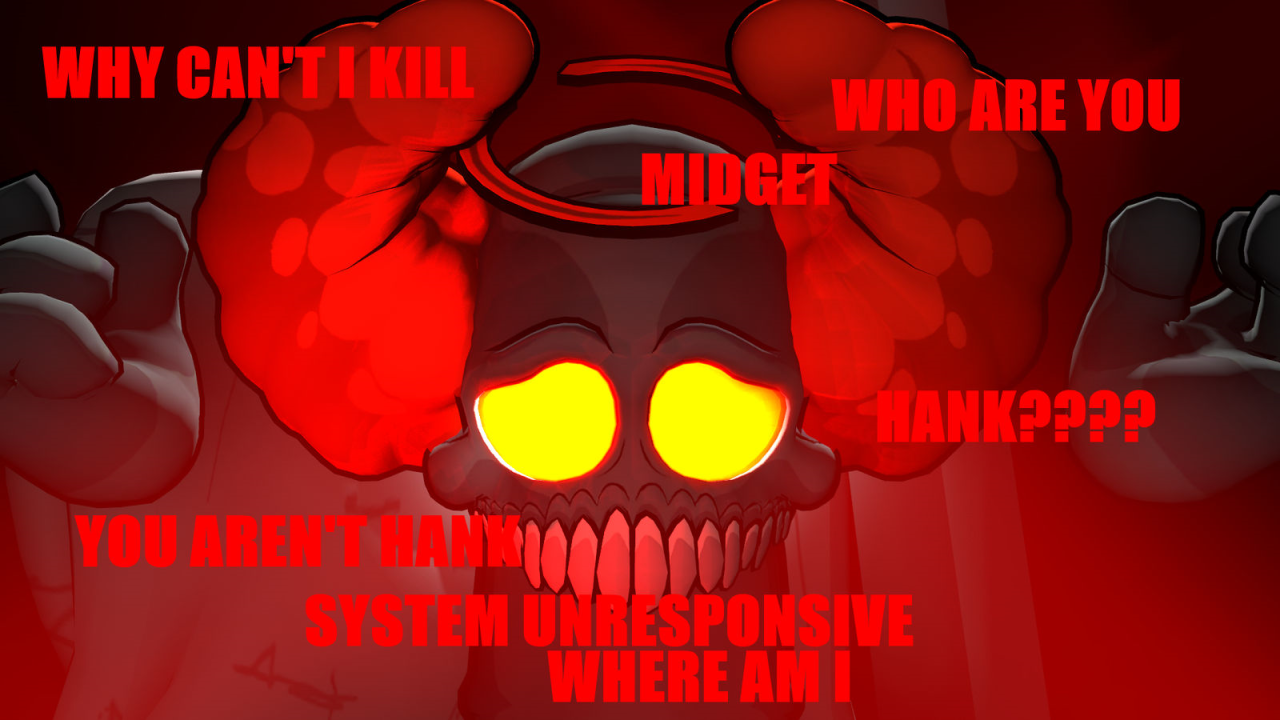 WHY CAN'T I KILL
WHO ARE YOU
MIDGET
HANK????
YOU AREN'T HANK
SYSTEM UNRESPONSIVE
WHERE AM I